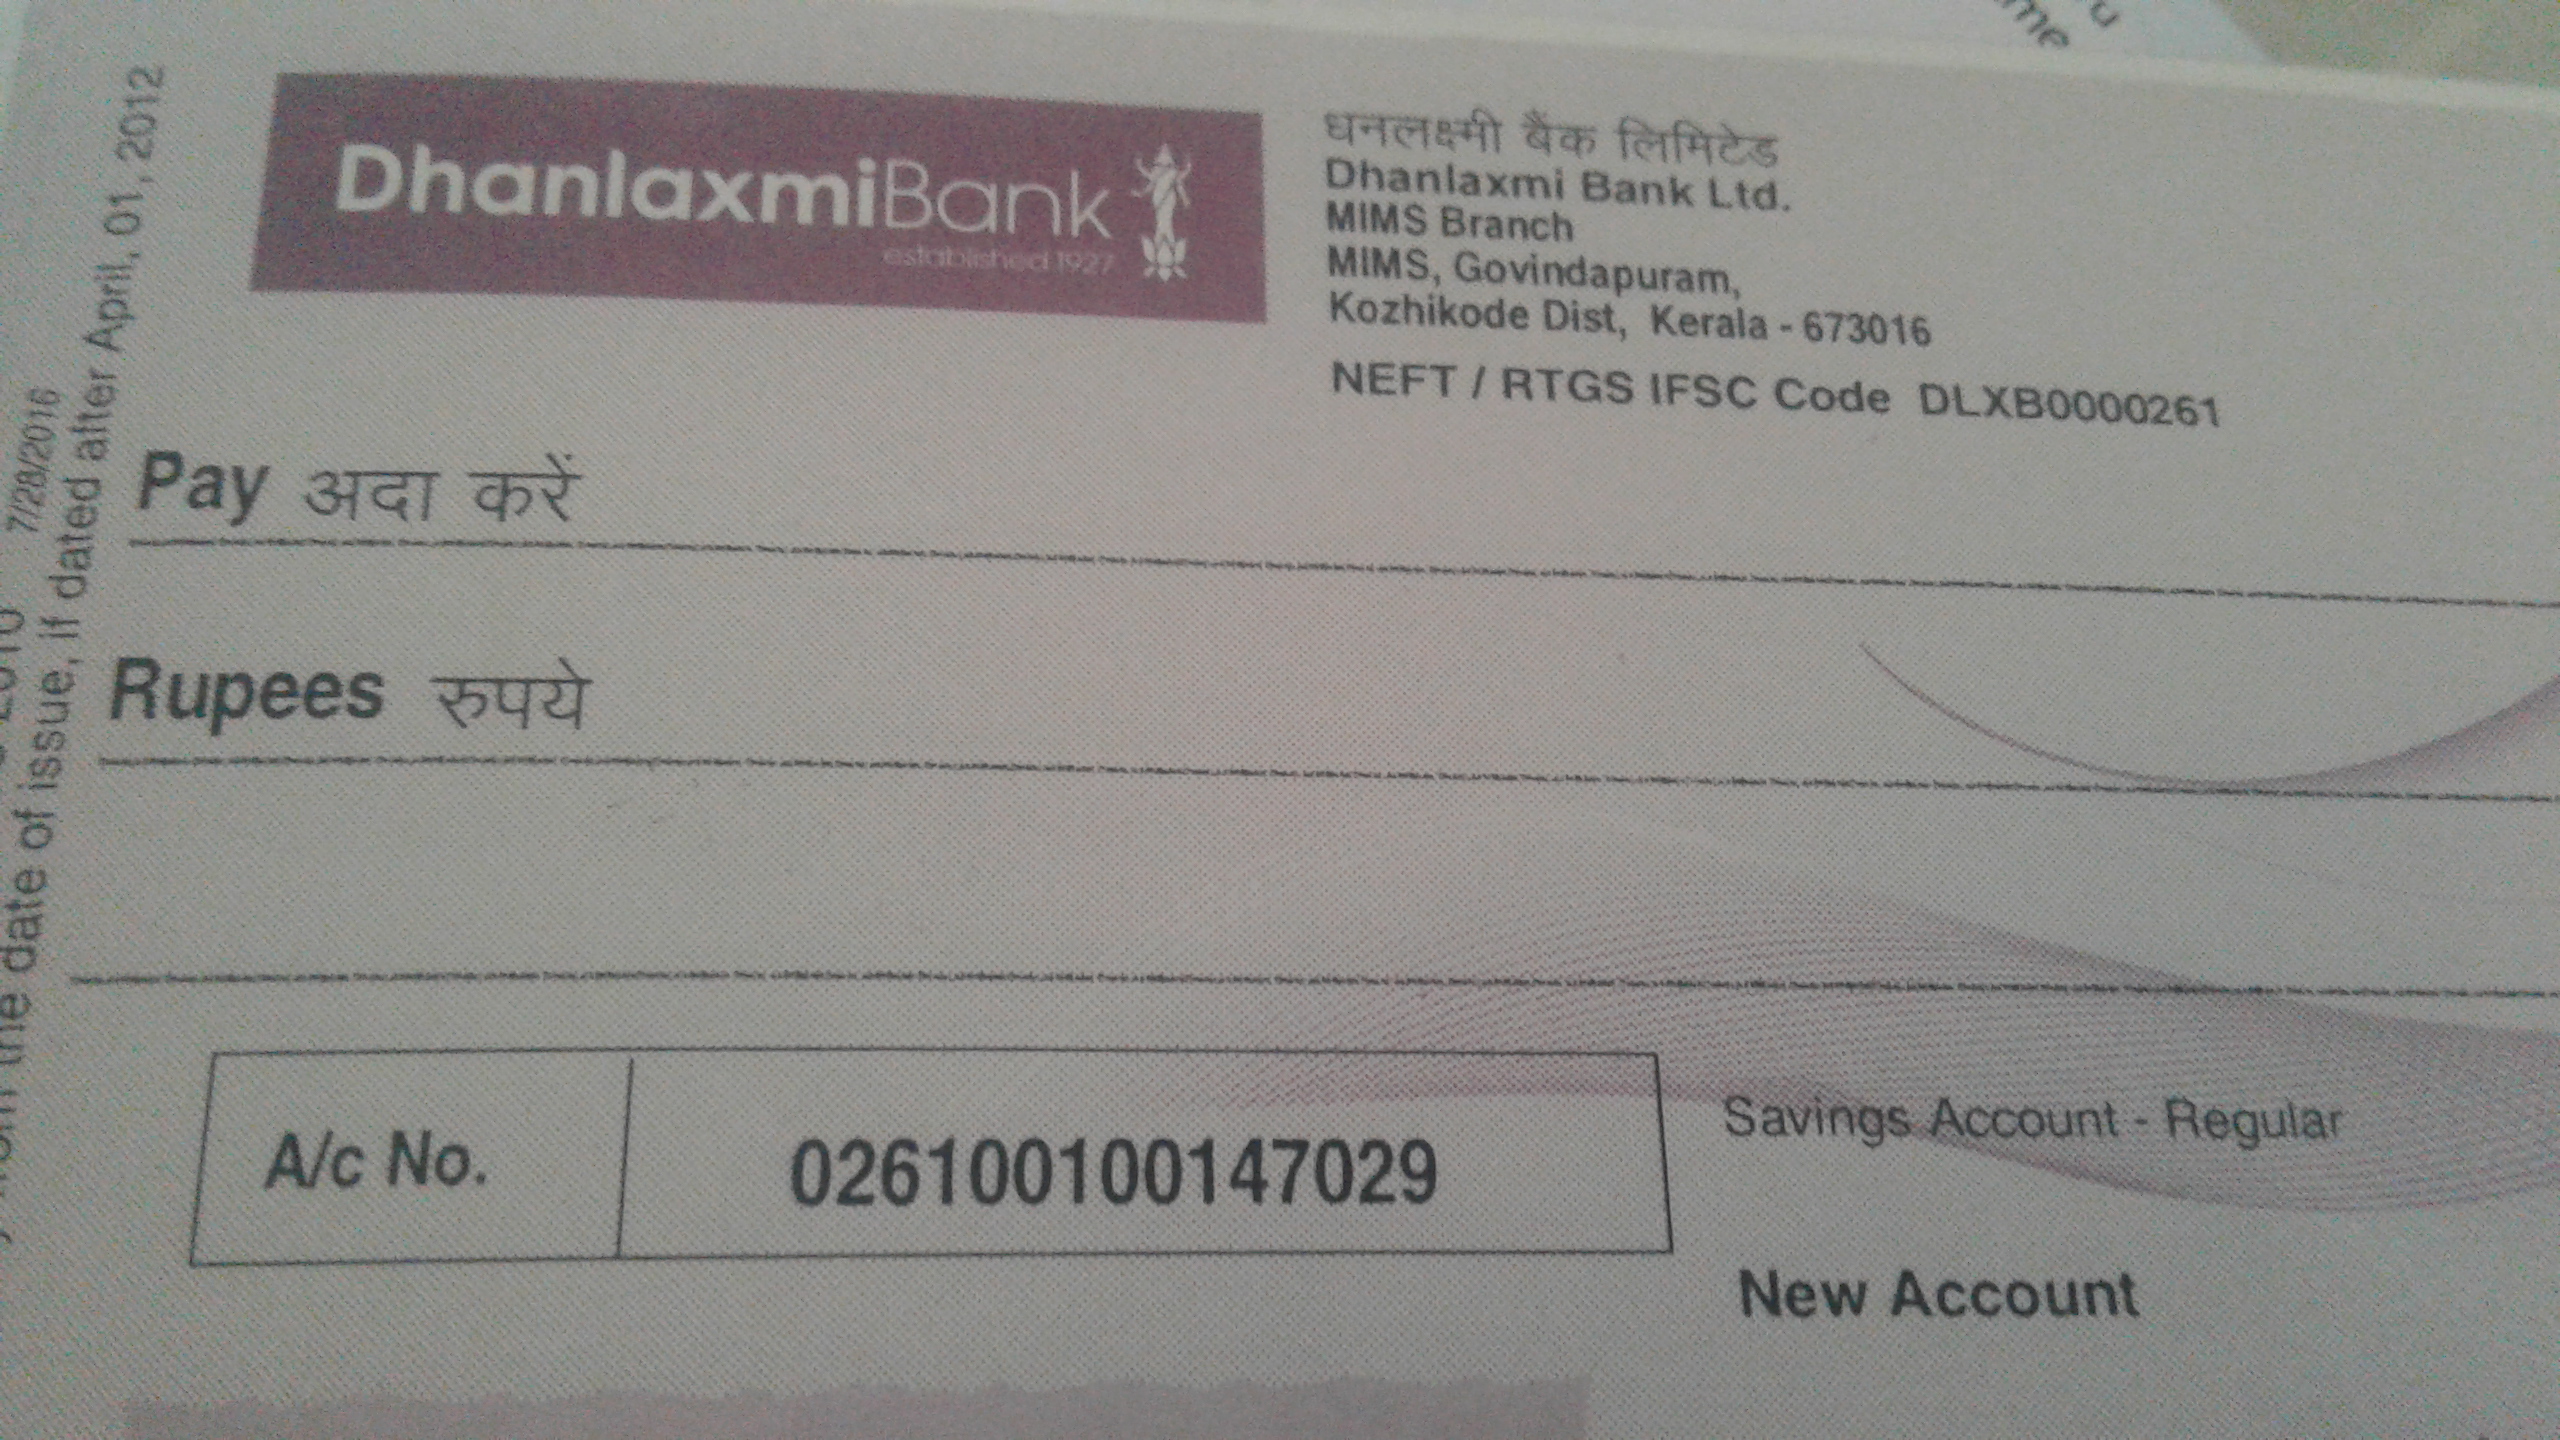 DhanlaxmiBank
established 1927
धनलक्ष्मी बैंक लिमिटेड
Dhanlaxmi Bank Ltd.
MIMS Branch
MIMS, Govindapuram,
Kozhikode Dist, Kerala - 673016
NEFT / RTGS IFSC Code DLXB0000261
Pay अदा करें
Rupees रुपये
A/c No. 026100100147029
Savings Account - Regular
New Account
the date of issue, if dated after April, 01, 2012
7/28/2016